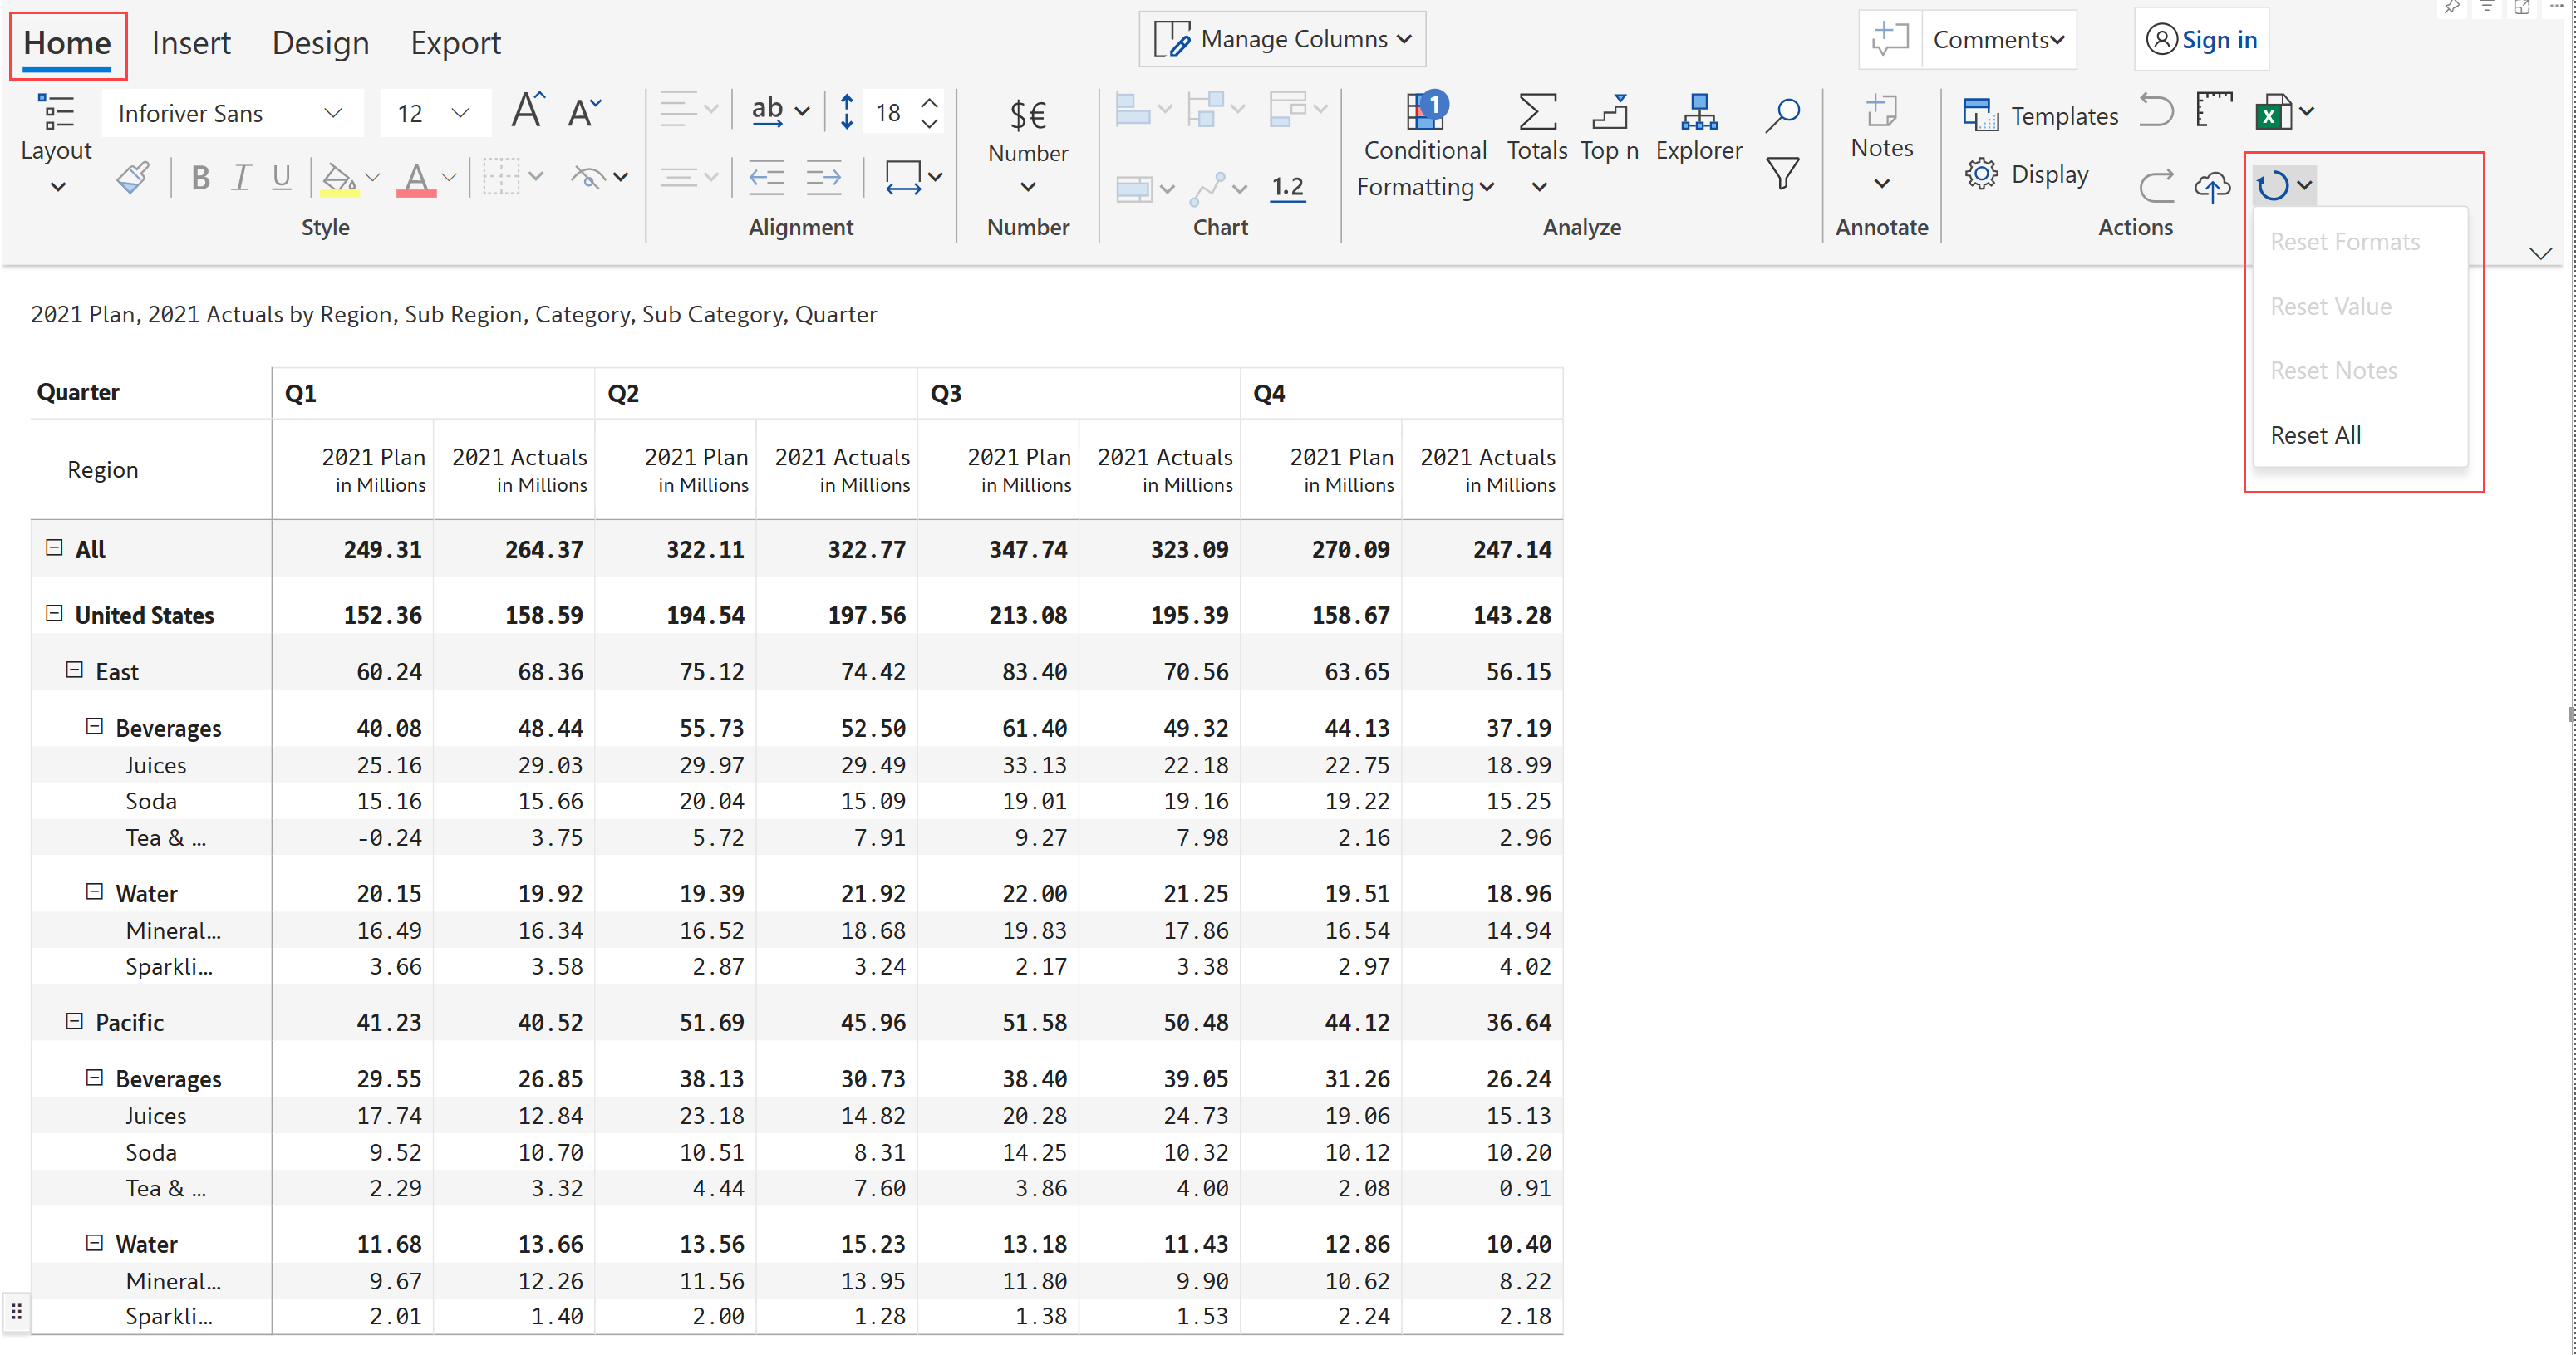 Home Insert Design Export Manage Columns Comments Sign in
Inforiver Sans 12 ab 18 $€ 1 Templates
Layout Number Conditional Totals Top n Explorer Notes
B I U A 1.2 Formatting Display
Style Alignment Number Chart Analyze Annotate Actions
Reset Formats
Reset Value
Reset Notes
Reset All
2021 Plan, 2021 Actuals by Region, Sub Region, Category, Sub Category, Quarter
Quarter Q1 Q2 Q3 Q4
Region 2021 Plan 2021 Actuals 2021 Plan 2021 Actuals 2021 Plan 2021 Actuals 2021 Plan 2021 Actuals
in Millions in Millions in Millions in Millions in Millions in Millions in Millions in Millions
All 249.31 264.37 322.11 322.77 347.74 323.09 270.09 247.14
United States 152.36 158.59 194.54 197.56 213.08 195.39 158.67 143.28
East 60.24 68.36 75.12 74.42 83.40 70.56 63.65 56.15
Beverages 40.08 48.44 55.73 52.50 61.40 49.32 44.13 37.19
Juices 25.16 29.03 29.97 29.49 33.13 22.18 22.75 18.99
Soda 15.16 15.66 20.04 15.09 19.01 19.16 19.22 15.25
Tea & ... -0.24 3.75 5.72 7.91 9.27 7.98 2.16 2.96
Water 20.15 19.92 19.39 21.92 22.00 21.25 19.51 18.96
Mineral... 16.49 16.34 16.52 18.68 19.83 17.86 16.54 14.94
Sparkli... 3.66 3.58 2.87 3.24 2.17 3.38 2.97 4.02
Pacific 41.23 40.52 51.69 45.96 51.58 50.48 44.12 36.64
Beverages 29.55 26.85 38.13 30.73 38.40 39.05 31.26 26.24
Juices 17.74 12.84 23.18 14.82 20.28 24.73 19.06 15.13
Soda 9.52 10.70 10.51 8.31 14.25 10.32 10.12 10.20
Tea & ... 2.29 3.32 4.44 7.60 3.86 4.00 2.08 0.91
Water 11.68 13.66 13.56 15.23 13.18 11.43 12.86 10.40
Mineral... 9.67 12.26 11.56 13.95 11.80 9.90 10.62 8.22
Sparkli... 2.01 1.40 2.00 1.28 1.38 1.53 2.24 2.18